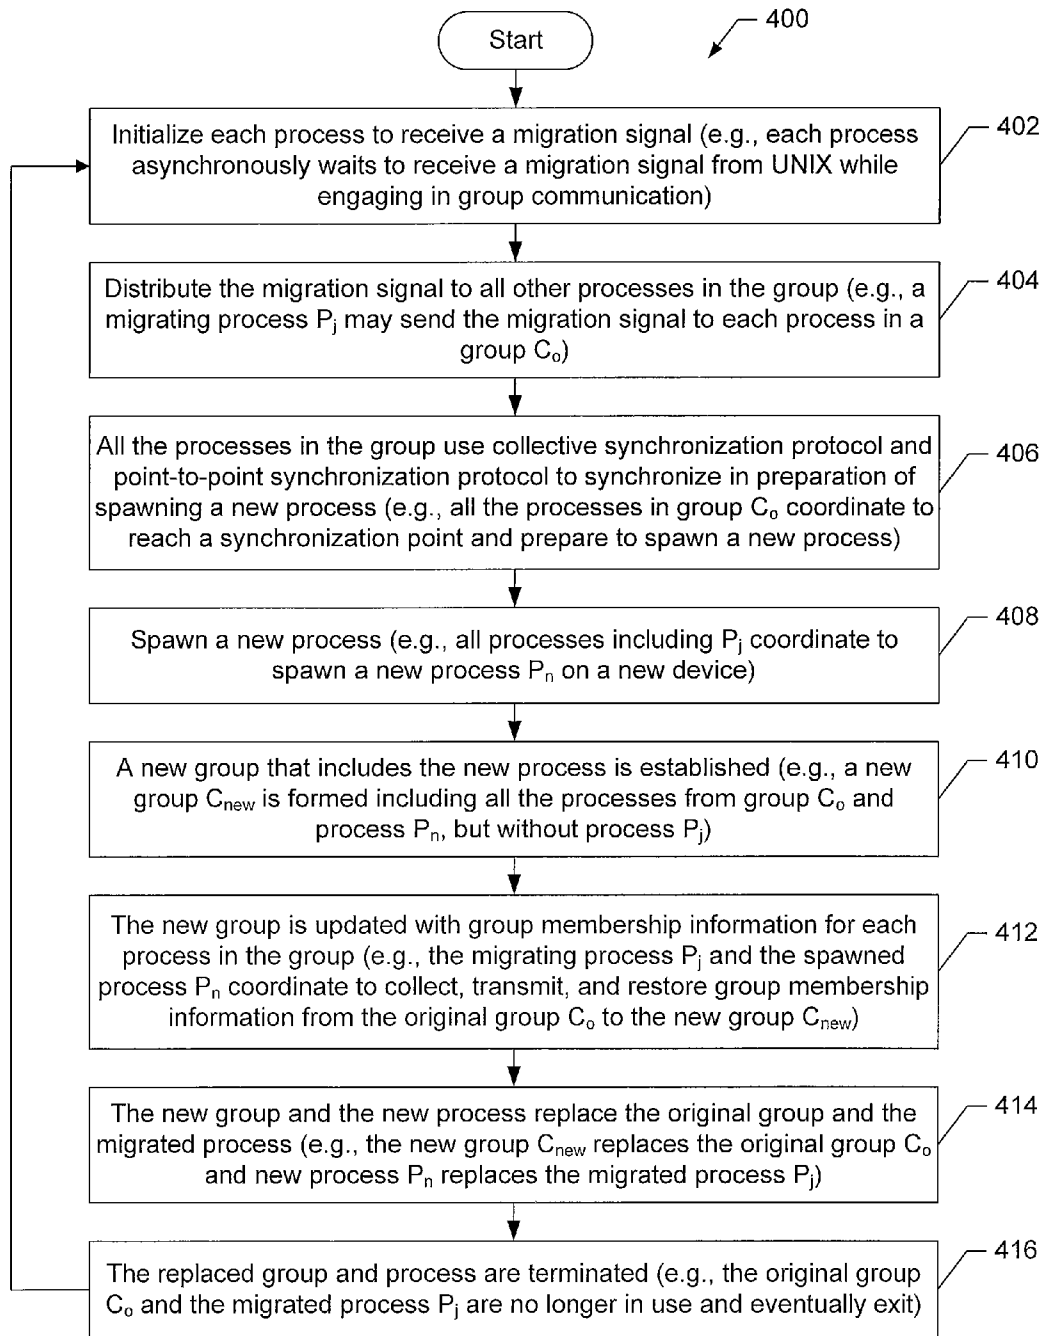 Start
400
Initialize each process to receive a migration signal (e.g., each process
asynchronously waits to receive a migration signal from UNIX while
engaging in group communication)
402
Distribute the migration signal to all other processes in the group (e.g., a
migrating process Pj may send the migration signal to each process in a
group Co)
404
All the processes in the group use collective synchronization protocol and
point-to-point synchronization protocol to synchronize in preparation of
spawning a new process (e.g., all the processes in group Co coordinate to
reach a synchronization point and prepare to spawn a new process)
406
Spawn a new process (e.g., all processes including Pj coordinate to
spawn a new process Pn on a new device)
408
A new group that includes the new process is established (e.g., a new
group Cnew is formed including all the processes from group Co and
process Pn, but without process Pj)
410
The new group is updated with group membership information for each
process in the group (e.g., the migrating process Pj and the spawned
process Pn coordinate to collect, transmit, and restore group membership
information from the original group Co to the new group Cnew)
412
The new group and the new process replace the original group and the
migrated process (e.g., the new group Cnew replaces the original group Co
and new process Pn replaces the migrated process Pj)
414
The replaced group and process are terminated (e.g., the original group
Co and the migrated process Pj are no longer in use and eventually exit)
416